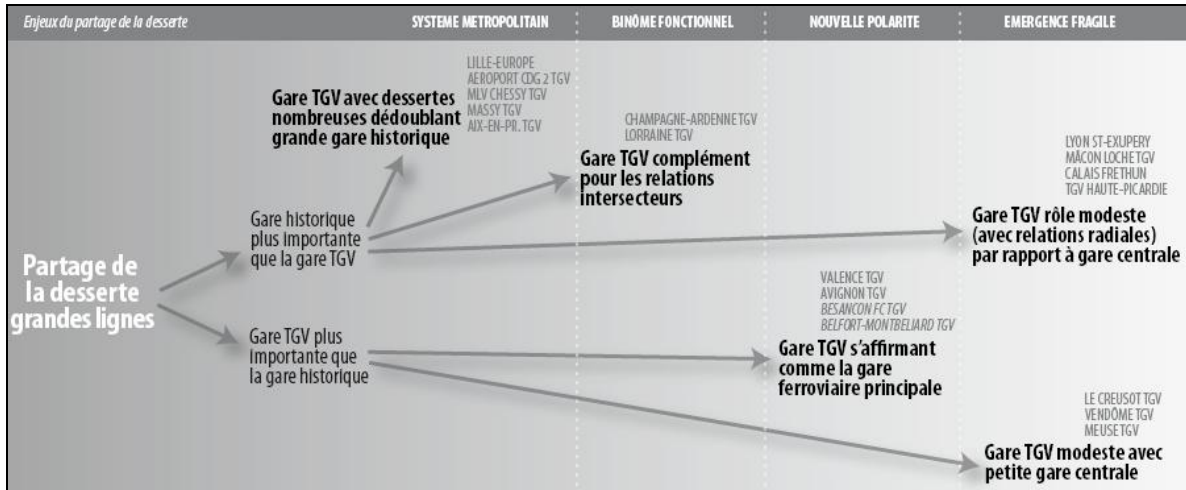 Enjeux du partage de la desserte
SYSTEME METROPOLITAIN
BINÔME FONCTIONNEL
NOUVELLE POLARITE
EMERGENCE FRAGILE
LILLE-EUROPE
AEROPORT CDG 2 TGV
MLV CHESSY TGV
MASSY TGV
AIX-EN-PR. TGV
Gare TGV avec dessertes
nombreuses dédoublant
grande gare historique
CHAMPAGNE-ARDENNE TGV
LORRAINE TGV
Gare TGV complément
pour les relations
intersecteurs
LYON ST-EXUPERY
MÂCON LOCHE TGV
CALAIS FRETHUN
TGV HAUTE-PICARDIE
Gare TGV rôle modeste
(avec relations radiales)
par rapport à gare centrale
Gare historique
plus importante
que la gare TGV
Partage de
la desserte
grandes lignes
VALENCE TGV
AVIGNON TGV
BESANCON FC TGV
BELFORT-MONTBELIARD TGV
Gare TGV s'affirmant
comme la gare
ferroviaire principale
Gare TGV plus
importante que
la gare historique
LE CREUSOT TGV
VENDÔME TGV
MEUSE TGV
Gare TGV modeste avec
petite gare centrale